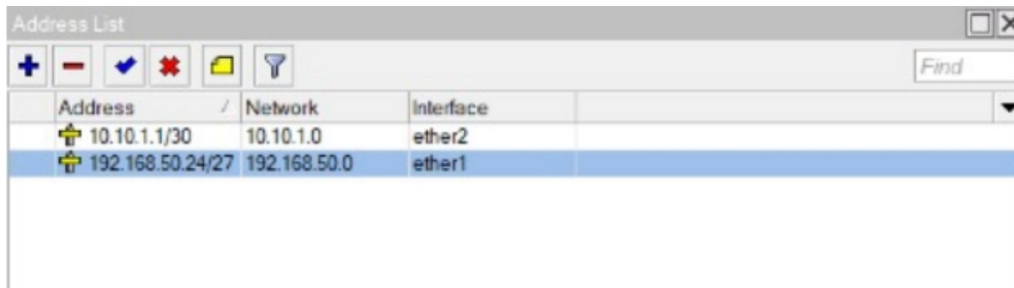 Address List
Find
Address Network Interface
10.10.1.1/30 10.10.1.0 ether2
192.168.50.24/27 192.168.50.0 ether1